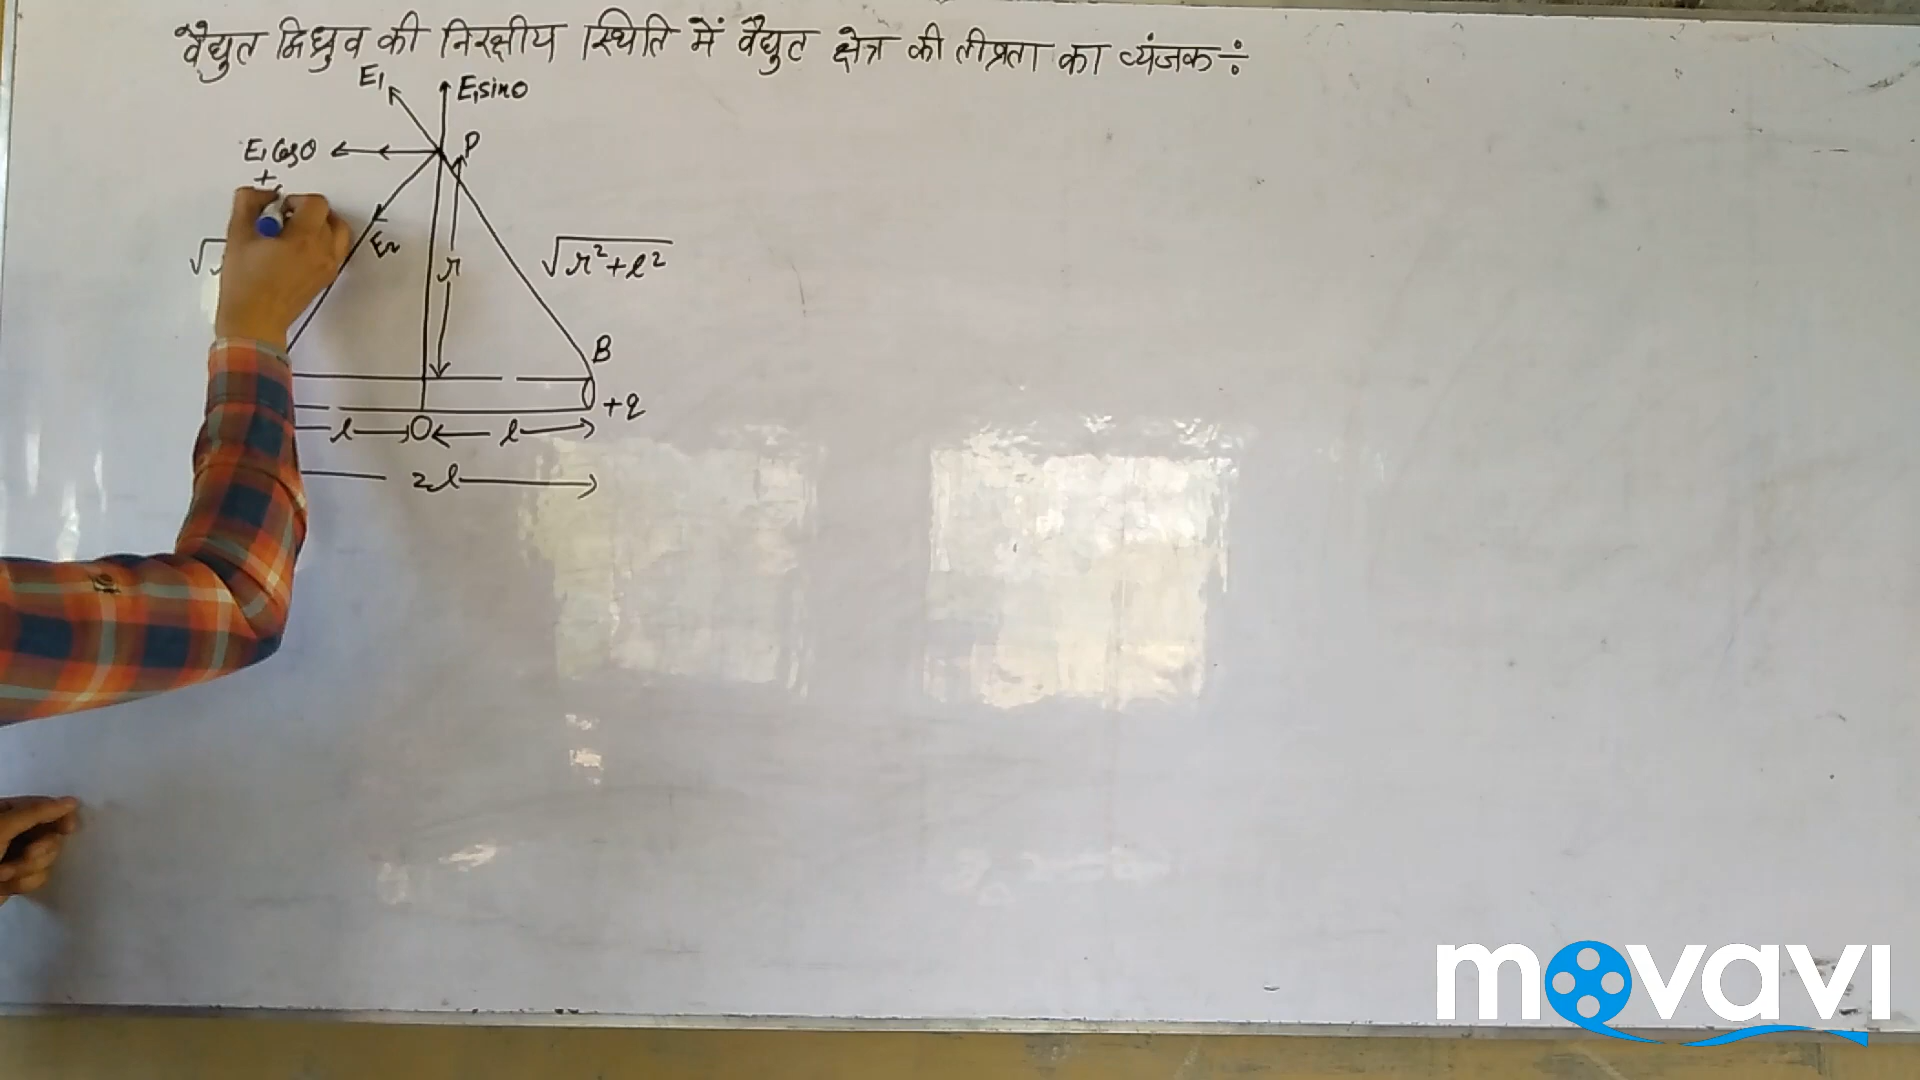 वैद्युत द्विध्रुव की निरक्षीय स्थिति में वैद्युट क्षेत्र की तीव्रता का व्यंजक ÷
E₁
E₁sinθ
E₁Cosθ
P
+
E₂
r
√r²+l²
B
+q
l
O
l
2l
movavi